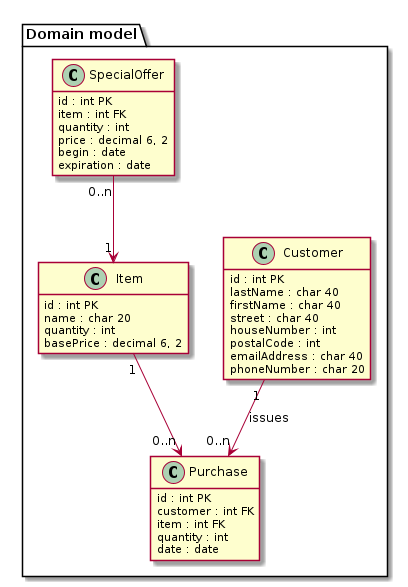 Domain model
C SpecialOffer
id : int PK
item : int FK
quantity : int
price : decimal 6, 2
begin : date
expiration : date
0..n
1
C Item
id : int PK
name : char 20
quantity : int
basePrice : decimal 6, 2
C Customer
id : int PK
lastName : char 40
firstName : char 40
street : char 40
houseNumber : int
postalCode : int
emailAddress : char 40
phoneNumber : char 20
1
1
issues
0..n
0..n
C Purchase
id : int PK
customer : int FK
item : int FK
quantity : int
date : date